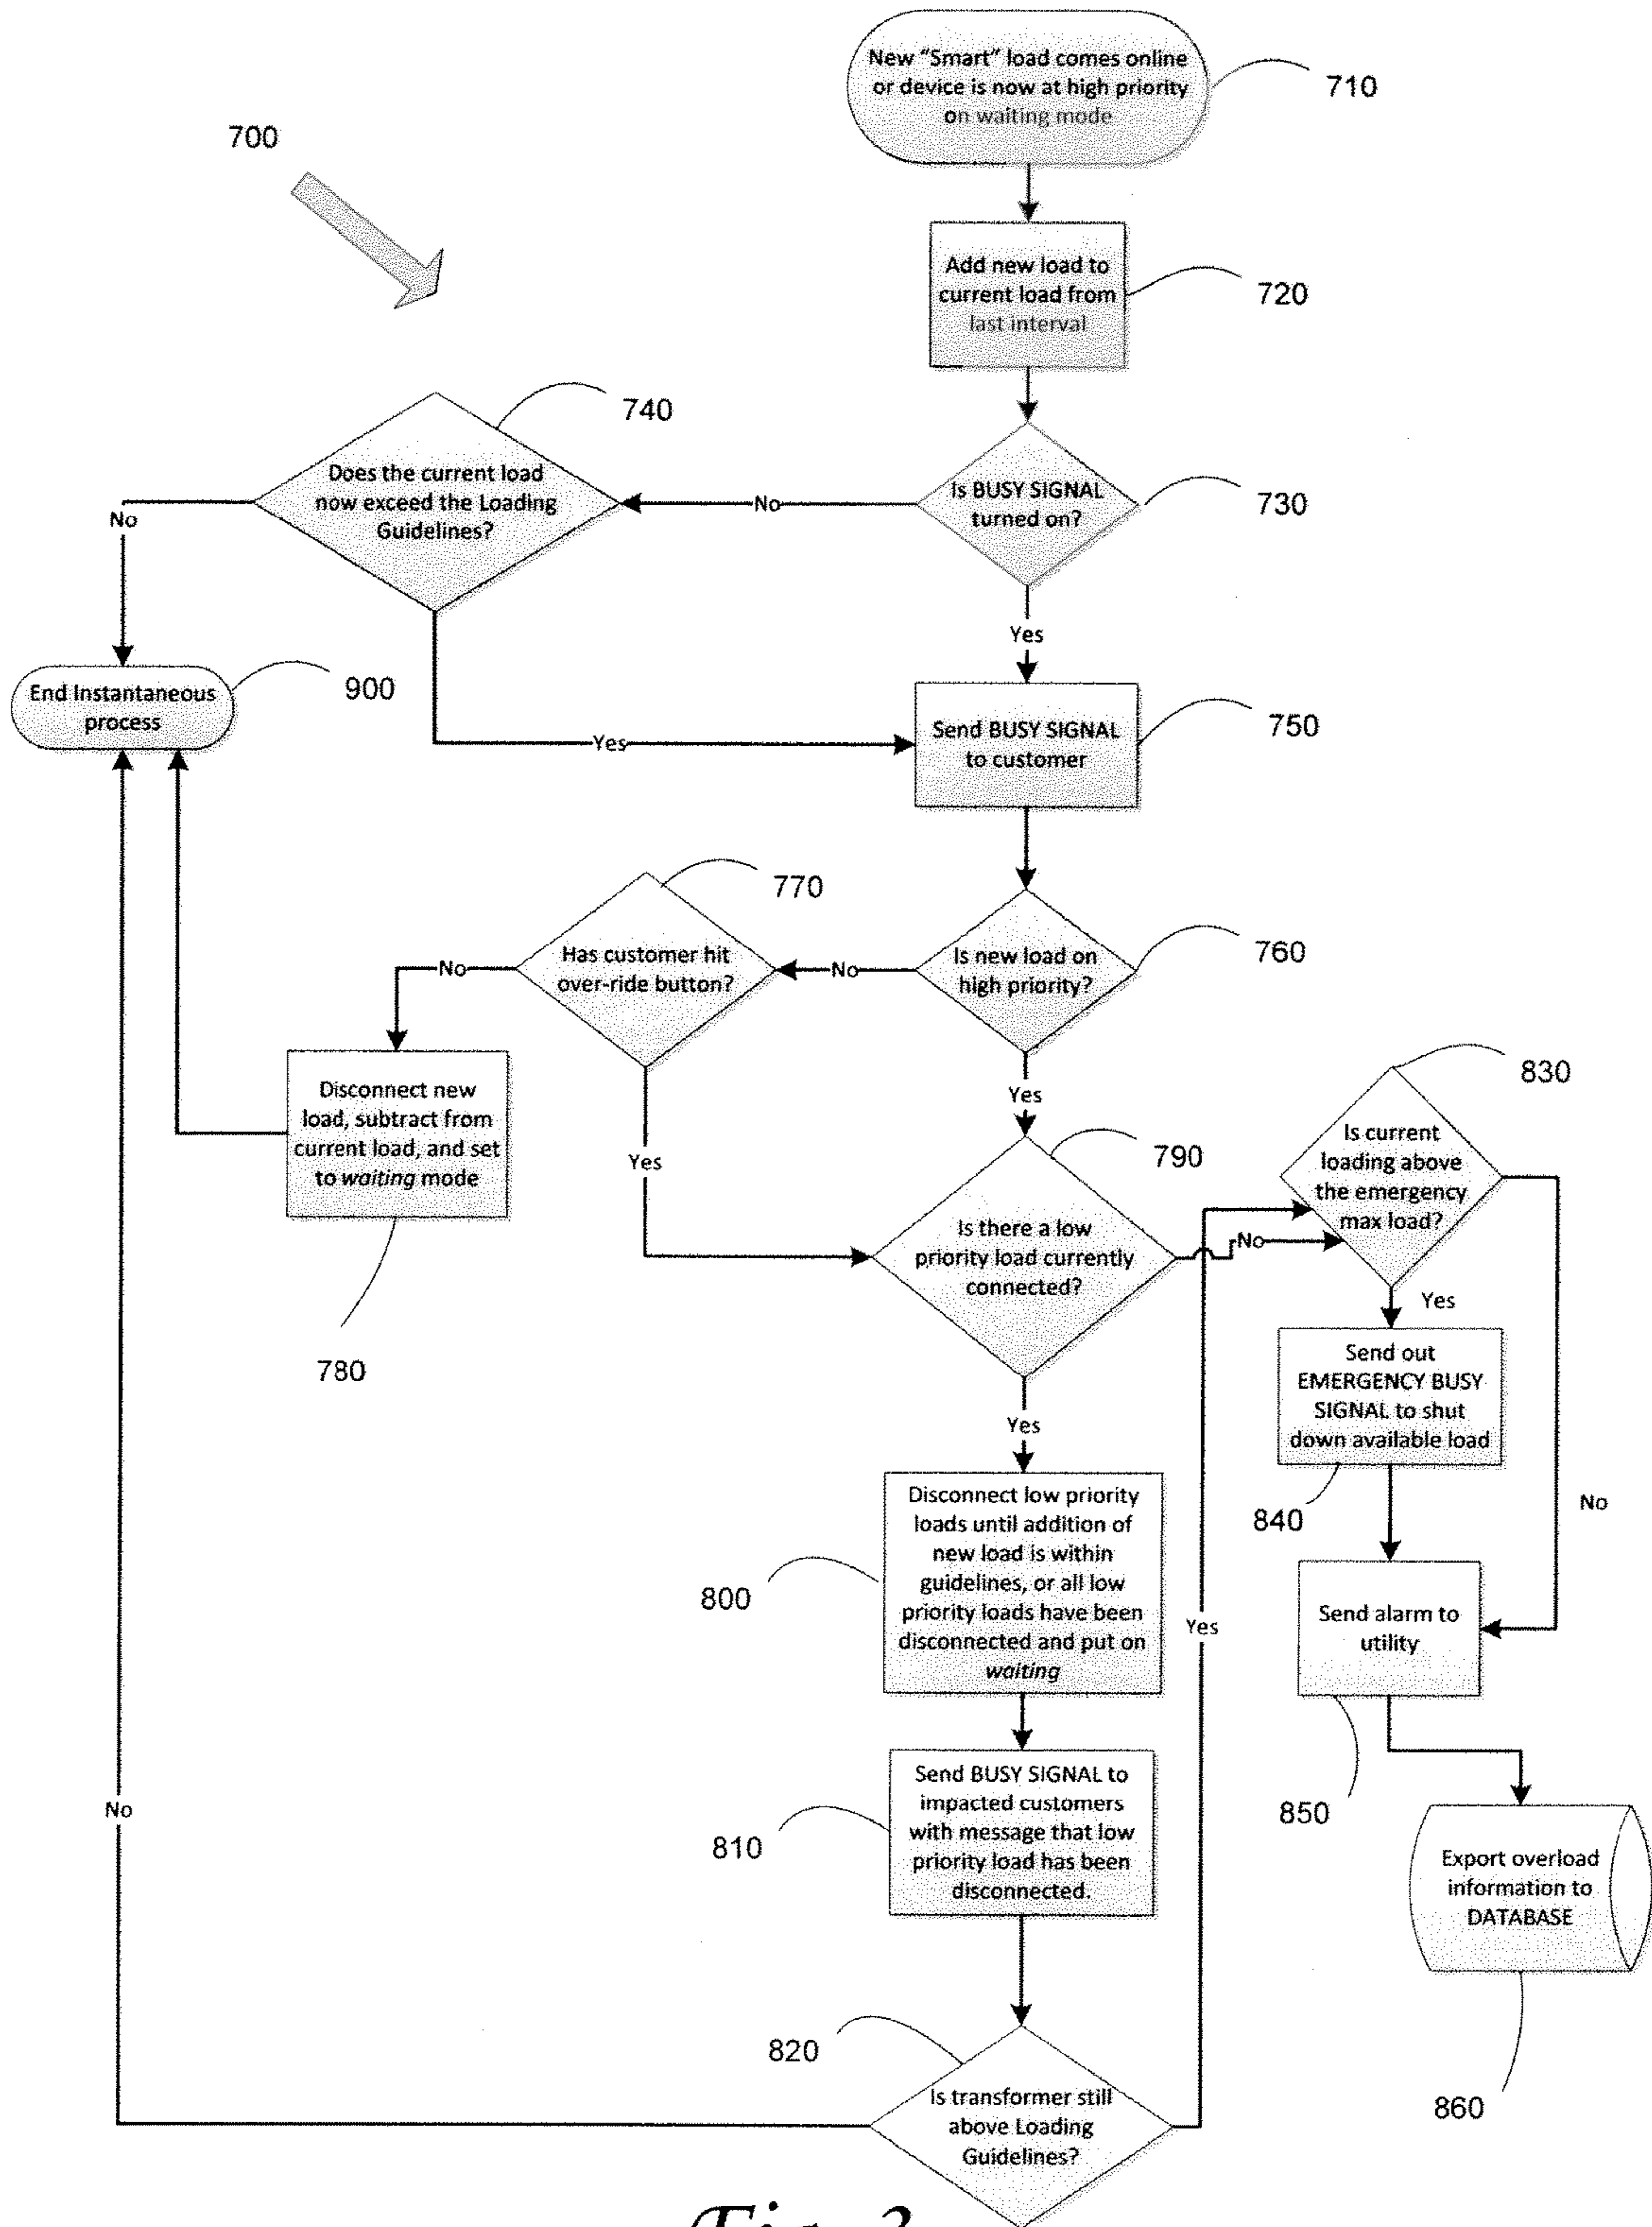 New "Smart" load comes online
or device is now at high priority
on waiting mode
710
700
Add new load to
current load from
last interval
720
740
Does the current load
now exceed the Loading
Guidelines?
No
No
Is BUSY SIGNAL
turned on?
730
Yes
End Instantaneous
process
900
Yes
Send BUSY SIGNAL
to customer
750
770
Has customer hit
over-ride button?
No
No
Is new load on
high priority?
760
Disconnect new
load, subtract from
current load, and set
to waiting mode
780
Yes
Yes
790
Is there a low
priority load currently
connected?
No
830
Is current
loading above
the emergency
max load?
Yes
Send out
EMERGENCY BUSY
SIGNAL to shut
down available load
840
No
Yes
Disconnect low priority
loads until addition of
new load is within
guidelines, or all low
priority loads have been
disconnected and put on
waiting
800
Yes
Send alarm to
utility
850
Send BUSY SIGNAL to
impacted customers
with message that low
priority load has been
disconnected.
810
No
Export overload
information to
DATABASE
860
820
Is transformer still
above Loading
Guidelines?